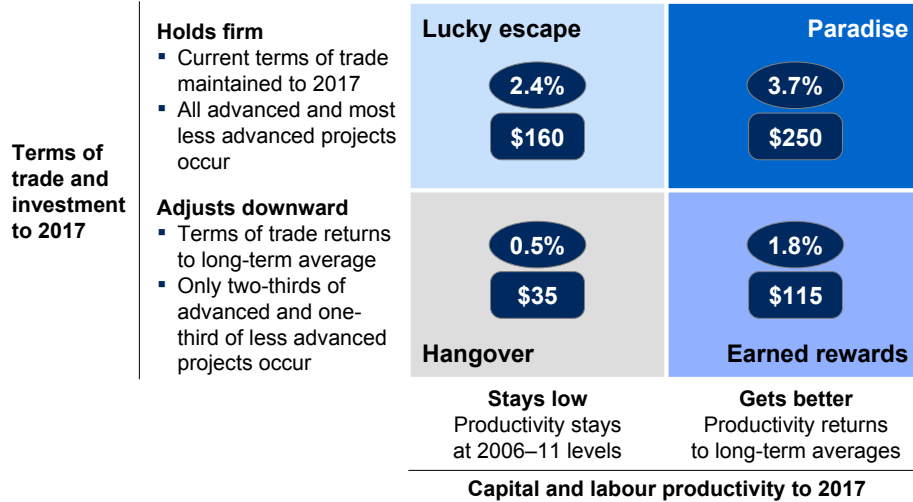 Terms of
trade and
investment
to 2017
Holds firm
▪ Current terms of trade
maintained to 2017
▪ All advanced and most
less advanced projects
occur
Lucky escape
2.4%
$160
Paradise
3.7%
$250
Adjusts downward
▪ Terms of trade returns
to long-term average
▪ Only two-thirds of
advanced and one-
third of less advanced
projects occur
0.5%
$35
Hangover
1.8%
$115
Earned rewards
Stays low
Productivity stays
at 2006–11 levels
Gets better
Productivity returns
to long-term averages
Capital and labour productivity to 2017